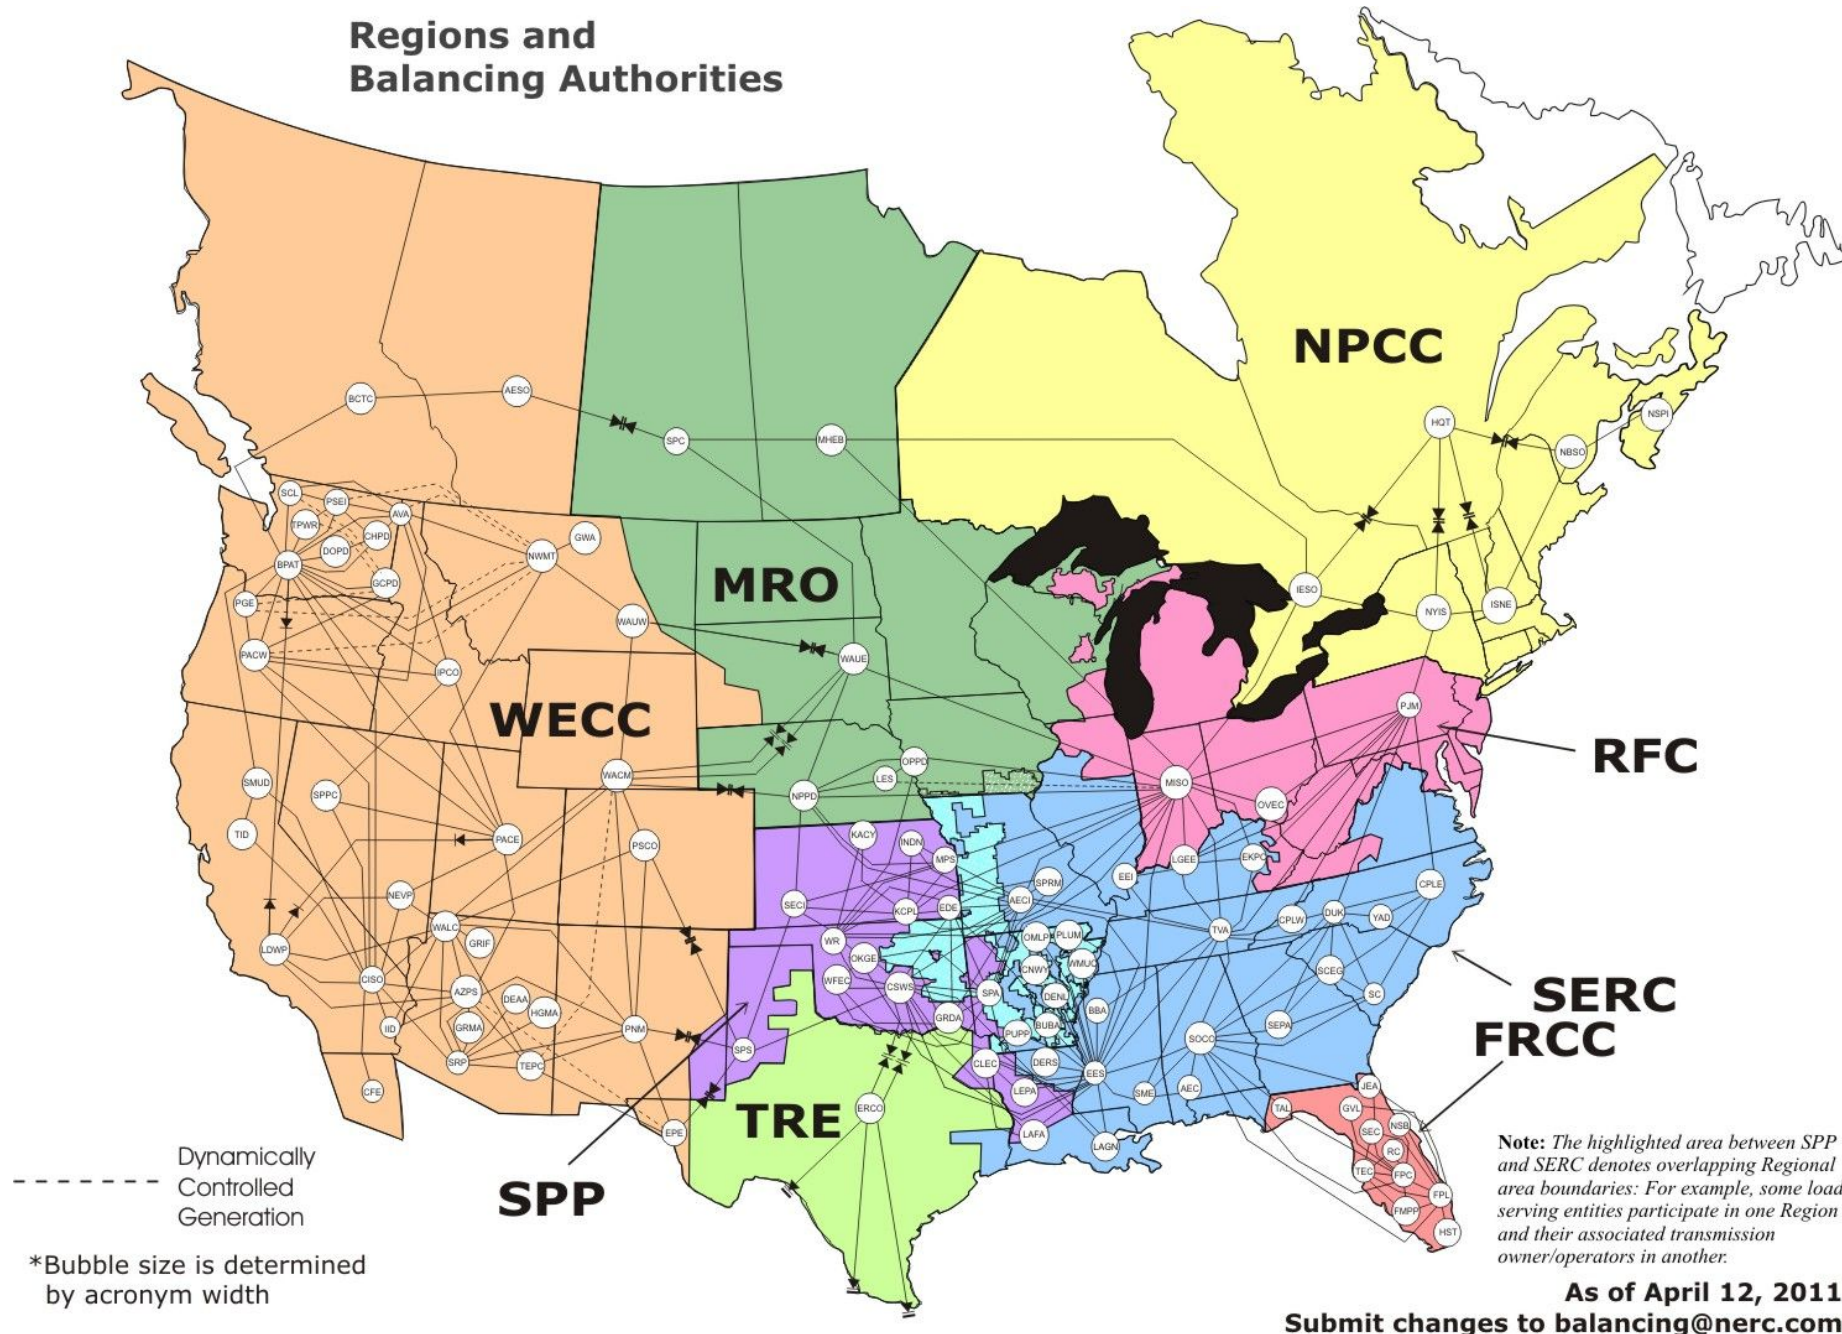 Regions and
Balancing Authorities
NPCC
BCTC
AESO
SPC
MHEB
HQT
NSPI
NBSO
SCL
PSEI
AVA
TPWR
CHPD
DOPD
GWA
NWMT
BPAT
GCPD
MRO
IESO
PGE
NYIS
ISNE
WAUW
PACW
WAUE
IPCO
WECC
PJM
RFC
SMUD
SPPC
WACM
OPPD
LES
NPPD
MISO
OVEC
TID
PACE
PSCO
KACY
INDN
MPS
LGEE
EKPC
EEI
SPRM
NEVP
SECI
KCPL
EDE
AECI
CPLE
CPLW
DUK
YAD
WALC
GRIF
WR
OMLP
PLUM
TVA
LDWP
OKGE
CNWY
WMUC
CISO
WFEC
CSWS
SCEG
AZPS
DEAA
HGMA
SPA
DENL
SC
SERC
IID
GRMA
PNM
GRDA
PUPP
BUBA
BBA
SEPA
SOCO
FRCC
SRP
TEPC
SPS
CLEC
DERS
EES
CFE
LEPA
SME
AEC
JEA
TRE
ERCO
TAL
GVL
EPE
LAFA
LAGN
SEC
NSB
RC
TEC
FPC
FPL
FMPP
HST
SPP
Dynamically
Controlled
Generation
*Bubble size is determined
by acronym width
Note: The highlighted area between SPP
and SERC denotes overlapping Regional
area boundaries: For example, some load
serving entities participate in one Region
and their associated transmission
owner/operators in another.
As of April 12, 2011
Submit changes to balancing@nerc.com